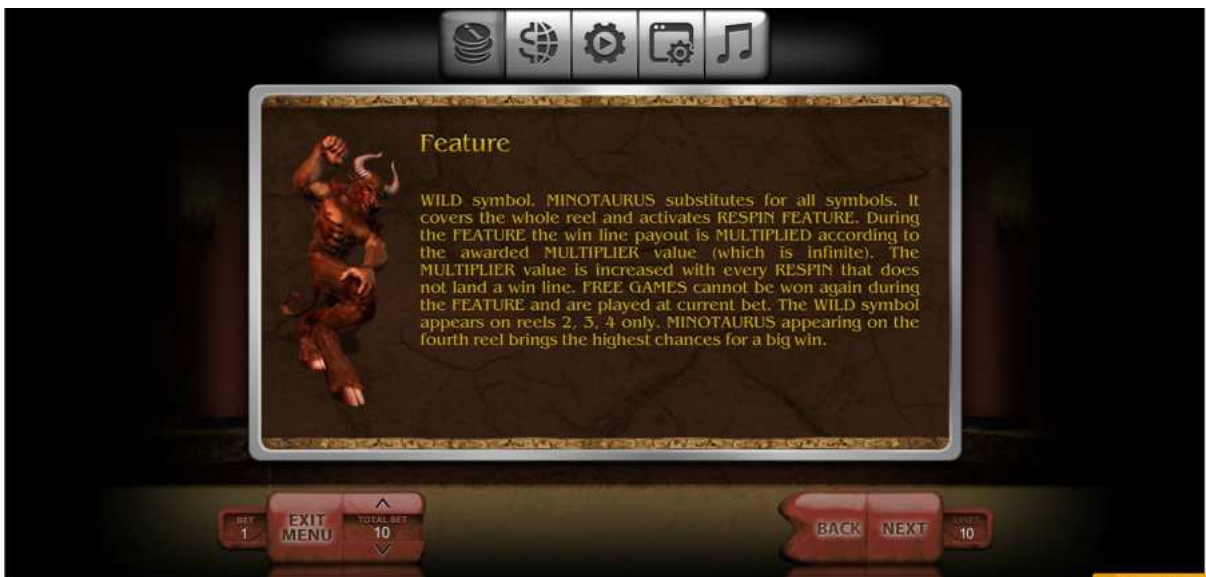 Feature
WILD symbol. MINOTAURUS substitutes for all symbols. It
covers the whole reel and activates RESPIN FEATURE. During
the FEATURE the win line payout is MULTIPLIED according to
the awarded MULTIPLIER value (which is infinite). The
MULTIPLIER value is increased with every RESPIN that does
not land a win line. FREE GAMES cannot be won again during
the FEATURE and are played at current bet. The WILD symbol
appears on reels 2, 3, 4 only. MINOTAURUS appearing on the
fourth reel brings the highest chances for a big win.
BET
1
EXIT
MENU
TOTAL BET
10
BACK
NEXT
LINES
10